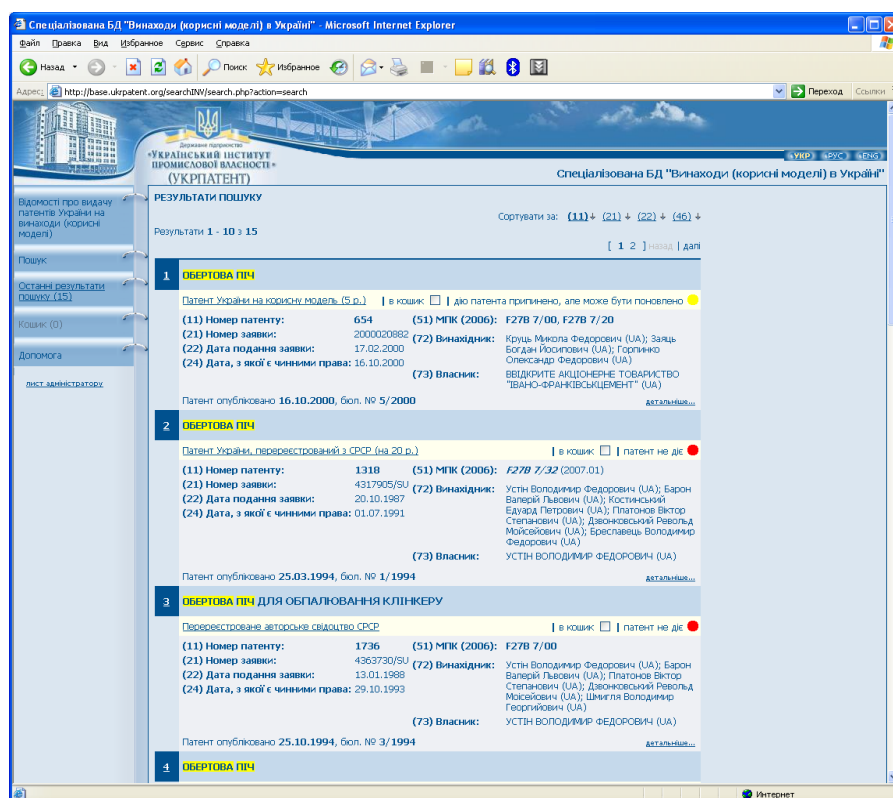 Спеціалізована БД "Винаходи (корисні моделі) в Україні" - Microsoft Internet Explorer
Файл Правка Вид Избранное Сервис Справка
Назад Поиск Избранное
Адрес: http://base.ukrpatent.org/searchINV/search.php?action=search Переход Ссылки
Державне підприємство
«УКРАЇНСЬКИЙ ІНСТИТУТ
ПРОМИСЛОВОЇ ВЛАСНОСТІ»
(УКРПАТЕНТ)
УКР РУС ENG
Спеціалізована БД "Винаходи (корисні моделі) в Україні"
Відомості про видачу
патентів України на
винаходи (корисні
моделі)
Пошук
Останні результати
пошуку (15)
Кошик (0)
Допомога
лист адміністратору
РЕЗУЛЬТАТИ ПОШУКУ
Сортувати за: (11) (21) (22) (46)
Результати 1 - 10 з 15
[ 1 2 ] назад | далі
1 ОБЕРТОВА ПІЧ
Патент України на корисну модель (5 р.) | в кошик | дію патента припинено, але може бути поновлено
(11) Номер патенту: 654 (51) МПК (2006): F27B 7/00, F27B 7/20
(21) Номер заявки: 2000020882 (72) Винахідник: Круць Микола Федорович (UA); Заяць
(22) Дата подання заявки: 17.02.2000 Богдан Йосипович (UA); Горпинко
(24) Дата, з якої є чинними права: 16.10.2000 Олександр Федорович (UA)
(73) Власник: ВВІДКРИТЕ АКЦІОНЕРНЕ ТОВАРИСТВО
"ІВАНО-ФРАНКІВСЬКЦЕМЕНТ" (UA)
Патент опубліковано 16.10.2000, бюл. № 5/2000 детальніше...
2 ОБЕРТОВА ПІЧ
Патент України, перереєстрований з СРСР (на 20 р.) | в кошик | патент не діє
(11) Номер патенту: 1318 (51) МПК (2006): F27B 7/32 (2007.01)
(21) Номер заявки: 4317905/SU (72) Винахідник: Устін Володимир Федорович (UA); Барон
(22) Дата подання заявки: 20.10.1987 Валерій Львович (UA); Костинський
(24) Дата, з якої є чинними права: 01.07.1991 Едуард Петрович (UA); Платонов Віктор
Степанович (UA); Дзвонковський Револьд
Мойсейович (UA); Бреславець Володимир
Федорович (UA)
(73) Власник: УСТІН ВОЛОДИМИР ФЕДОРОВИЧ (UA)
Патент опубліковано 25.03.1994, бюл. № 1/1994 детальніше...
3 ОБЕРТОВА ПІЧ ДЛЯ ОБПАЛЮВАННЯ КЛІНКЕРУ
Перереєстроване авторське свідоцтво СРСР | в кошик | патент не діє
(11) Номер патенту: 1736 (51) МПК (2006): F27B 7/00
(21) Номер заявки: 4363730/SU (72) Винахідник: Устін Володимир Федорович (UA); Барон
(22) Дата подання заявки: 13.01.1988 Валерій Львович (UA); Платонов Віктор
(24) Дата, з якої є чинними права: 29.10.1993 Степанович (UA); Дзвонковський Револьд
Моісейович (UA); Шмигля Володимир
Георгийович (UA)
(73) Власник: УСТІН ВОЛОДИМИР ФЕДОРОВИЧ (UA)
Патент опубліковано 25.10.1994, бюл. № 3/1994 детальніше...
4 ОБЕРТОВА ПІЧ
Интернет